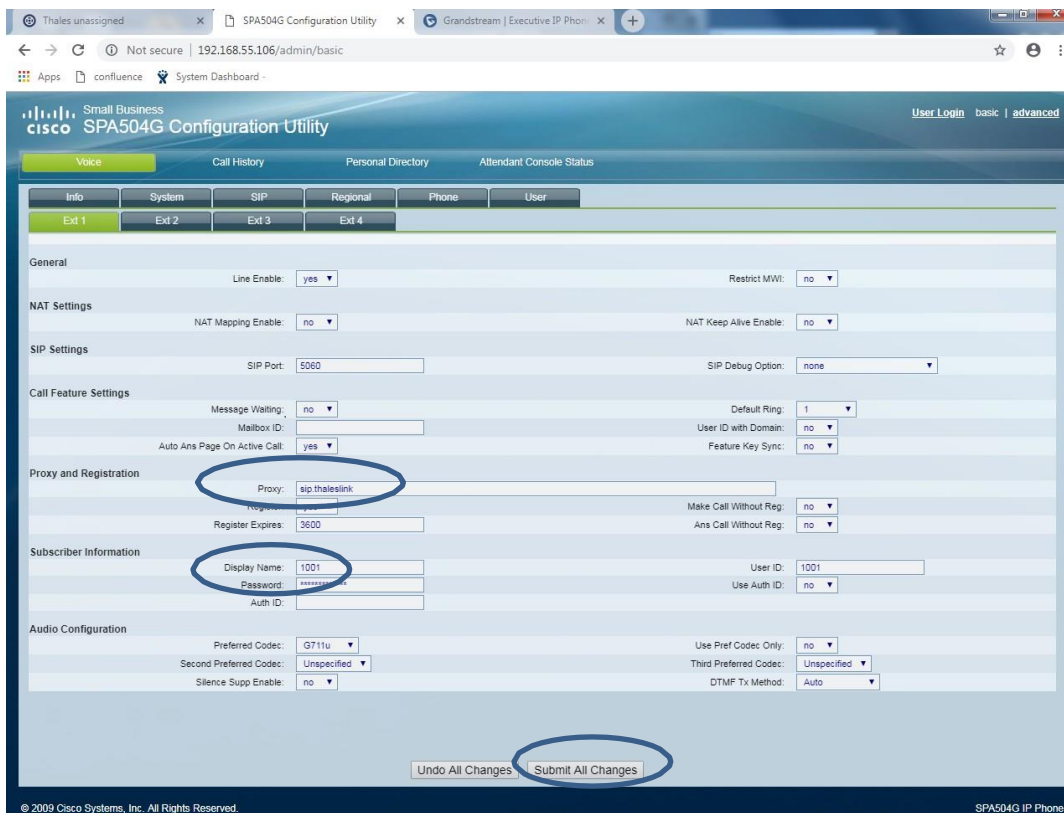 Thales unassigned
SPA504G Configuration Utility
Grandstream | Executive IP Phon
Not secure | 192.168.55.106/admin/basic
Apps confluence System Dashboard -
Small Business
cisco SPA504G Configuration Utility
User Login basic | advanced
Voice Call History Personal Directory Attendant Console Status
Info System SIP Regional Phone User
Ext 1 Ext 2 Ext 3 Ext 4
General
Line Enable: yes Restrict MWI: no
NAT Settings
NAT Mapping Enable: no NAT Keep Alive Enable: no
SIP Settings
SIP Port: 5060 SIP Debug Option: none
Call Feature Settings
Message Waiting: no Default Ring: 1
Mailbox ID: User ID with Domain: no
Auto Ans Page On Active Call: yes Feature Key Sync: no
Proxy and Registration
Proxy: sip.thaleslink
Register: yes Make Call Without Reg: no
Register Expires: 3600 Ans Call Without Reg: no
Subscriber Information
Display Name: 1001 User ID: 1001
Password: ************* Use Auth ID: no
Auth ID:
Audio Configuration
Preferred Codec: G711u Use Pref Codec Only: no
Second Preferred Codec: Unspecified Third Preferred Codec: Unspecified
Silence Supp Enable: no DTMF Tx Method: Auto
Undo All Changes Submit All Changes
© 2009 Cisco Systems, Inc. All Rights Reserved. SPA504G IP Phone